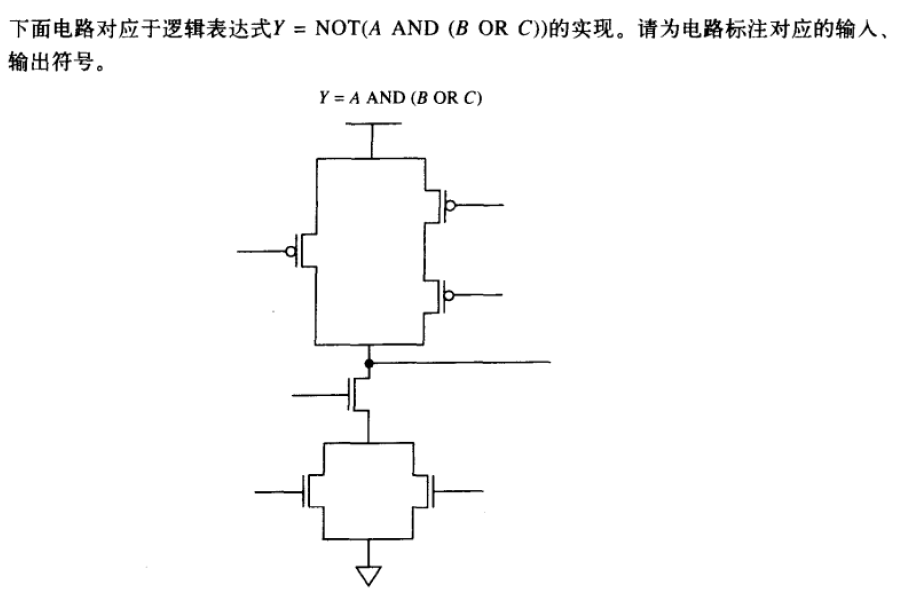 下面电路对应于逻辑表达式Y = NOT(A AND (B OR C))的实现。请为电路标注对应的输入、
输出符号。
Y = A AND (B OR C)